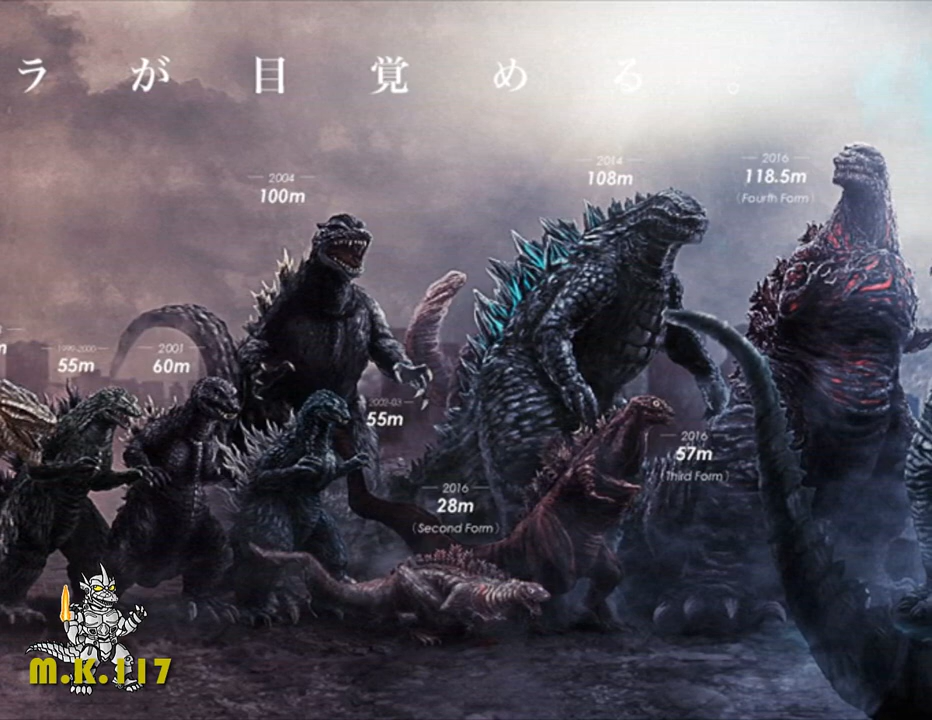 ラが目覚める。
2004
100m
2014
108m
2016
118.5m
(Fourth Form)
1999-2000
55m
2001
60m
2002-03
55m
2016
57m
(Third Form)
2016
28m
(Second Form)
M.K.117